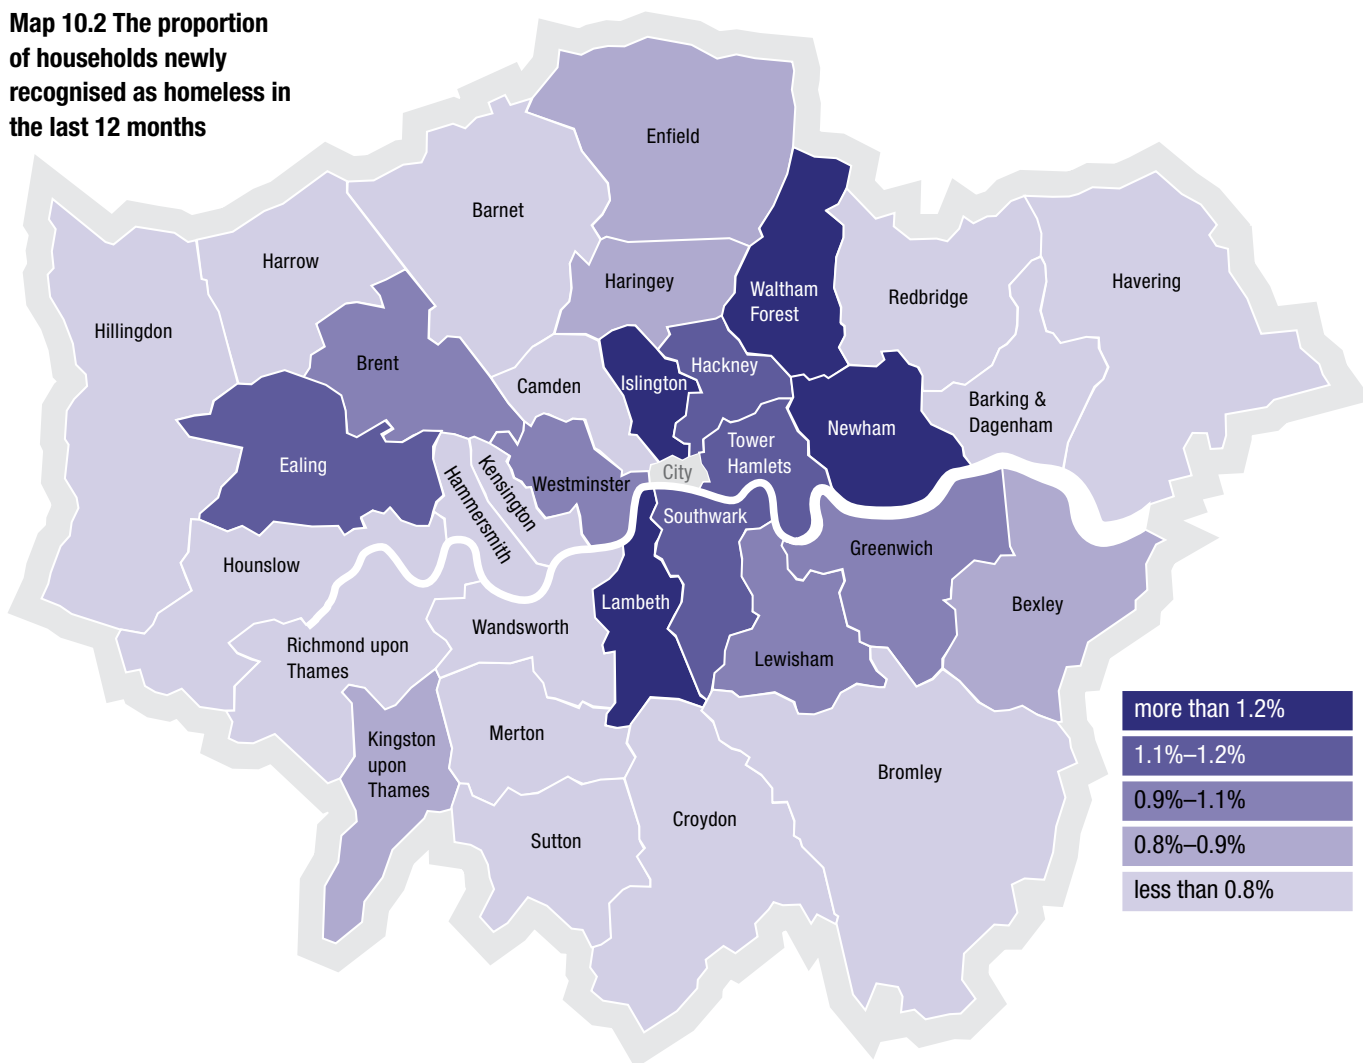 Map 10.2 The proportion
of households newly
recognised as homeless in
the last 12 months
Enfield
Barnet
Harrow
Haringey
Waltham
Forest
Redbridge
Havering
Hillingdon
Brent
Hackney
Islington
Camden
Barking &
Dagenham
Newham
Tower
Hamlets
Ealing
City
Westminster
Kensington
Hammersmith
Southwark
Greenwich
Hounslow
Lambeth
Bexley
Wandsworth
Richmond upon
Thames
Lewisham
Merton
Kingston
upon
Thames
Bromley
Croydon
Sutton
more than 1.2%
1.1%–1.2%
0.9%–1.1%
0.8%–0.9%
less than 0.8%